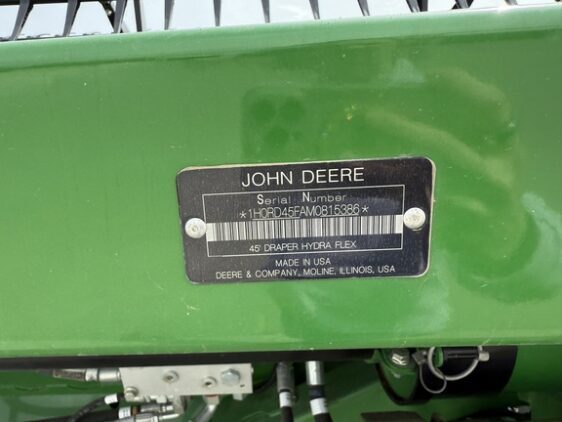 JOHN DEERE
Serial Number
*1H0RD45FAM0815386*
45' DRAPER HYDRA FLEX
MADE IN USA
DEERE & COMPANY, MOLINE, ILLINOIS, USA